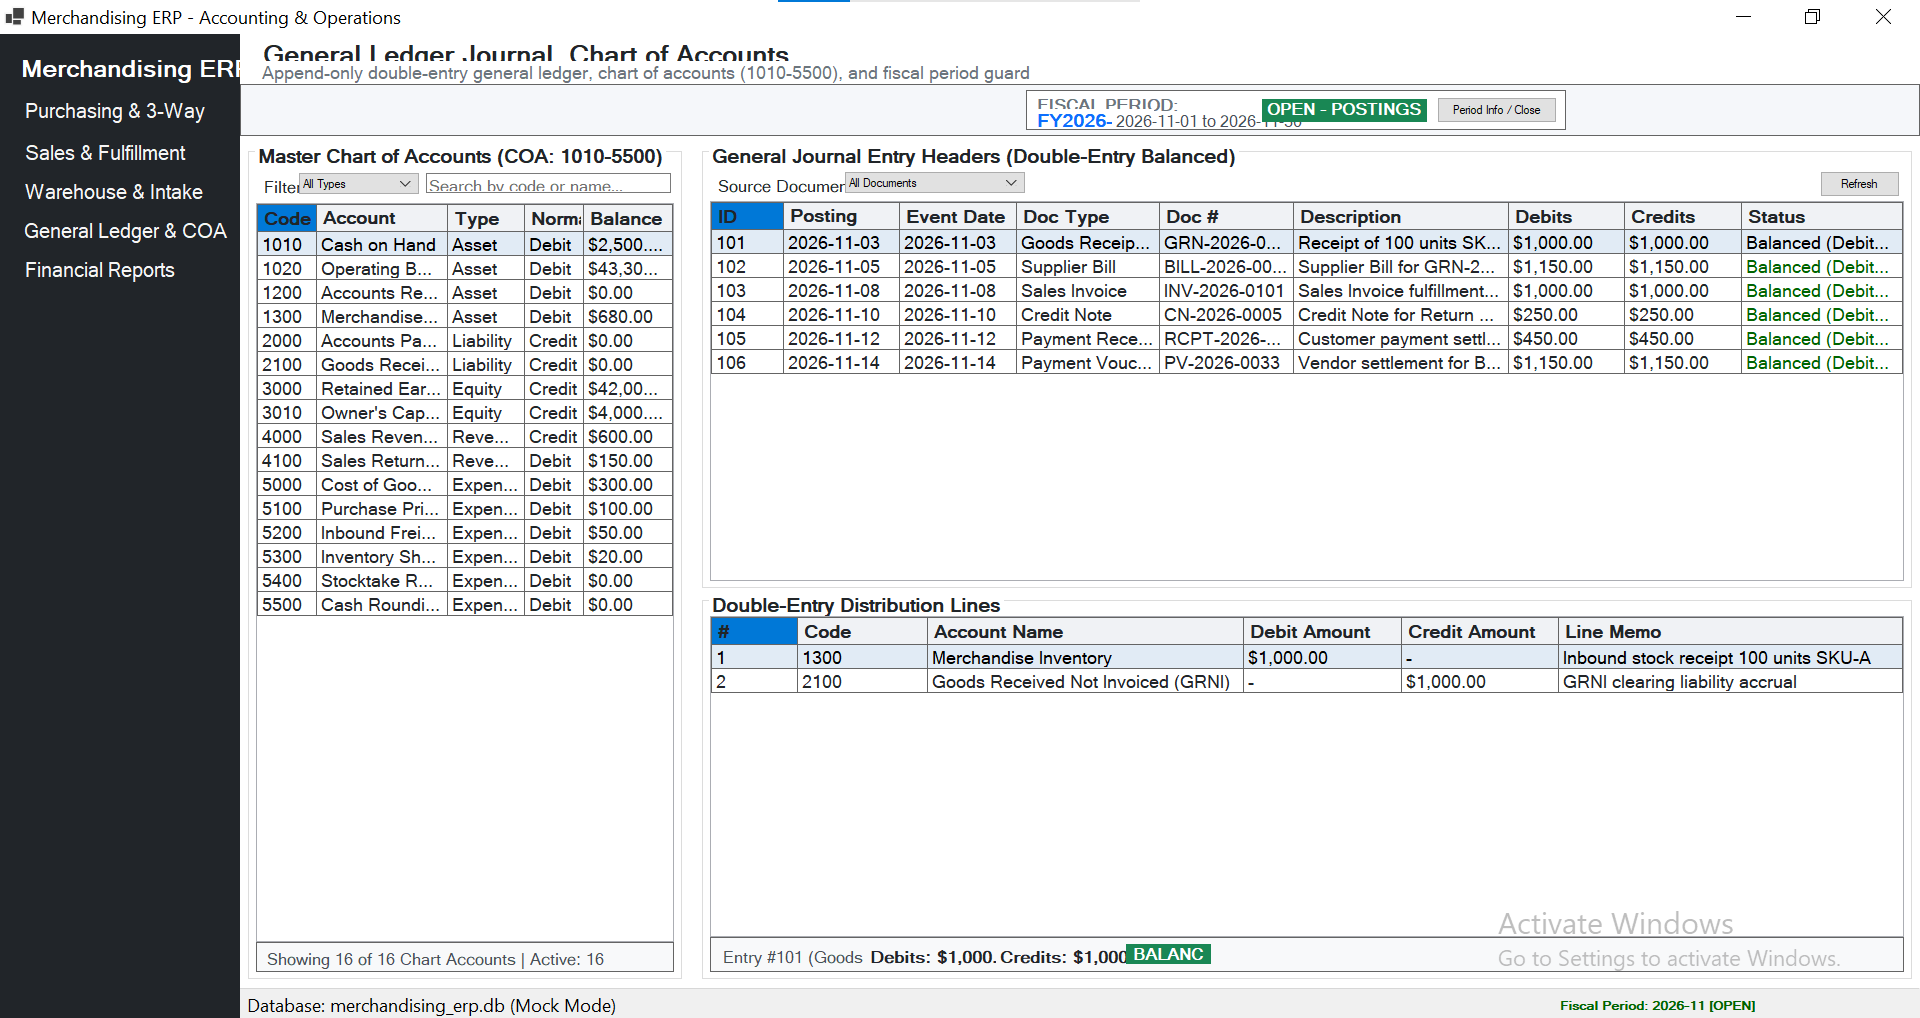 Merchandising ERP - Accounting & Operations
Merchandising ERP
Purchasing & 3-Way
Sales & Fulfillment
Warehouse & Intake
General Ledger & COA
Financial Reports
General Ledger Journal, Chart of Accounts
Append-only double-entry general ledger, chart of accounts (1010-5500), and fiscal period guard
FISCAL PERIOD:
FY2026- 2026-11-01 to 2026-11-30
OPEN - POSTINGS
Period Info / Close
Master Chart of Accounts (COA: 1010-5500)
Filter All Types Search by code or name...
Code Account Type Norma Balance
1010 Cash on Hand Asset Debit $2,500....
1020 Operating B... Asset Debit $43,30...
1200 Accounts Re... Asset Debit $0.00
1300 Merchandise... Asset Debit $680.00
2000 Accounts Pa... Liability Credit $0.00
2100 Goods Recei... Liability Credit $0.00
3000 Retained Ear... Equity Credit $42,00...
3010 Owner's Cap... Equity Credit $4,000....
4000 Sales Reven... Reve... Credit $600.00
4100 Sales Return... Reve... Debit $150.00
5000 Cost of Goo... Expen... Debit $300.00
5100 Purchase Pri... Expen... Debit $100.00
5200 Inbound Frei... Expen... Debit $50.00
5300 Inventory Sh... Expen... Debit $20.00
5400 Stocktake R... Expen... Debit $0.00
5500 Cash Roundi... Expen... Debit $0.00
Showing 16 of 16 Chart Accounts | Active: 16
General Journal Entry Headers (Double-Entry Balanced)
Source Documen All Documents Refresh
ID Posting Event Date Doc Type Doc # Description Debits Credits Status
101 2026-11-03 2026-11-03 Goods Receip... GRN-2026-0... Receipt of 100 units SK... $1,000.00 $1,000.00 Balanced (Debit...
102 2026-11-05 2026-11-05 Supplier Bill BILL-2026-00... Supplier Bill for GRN-2... $1,150.00 $1,150.00 Balanced (Debit...
103 2026-11-08 2026-11-08 Sales Invoice INV-2026-0101 Sales Invoice fulfillment... $1,000.00 $1,000.00 Balanced (Debit...
104 2026-11-10 2026-11-10 Credit Note CN-2026-0005 Credit Note for Return ... $250.00 $250.00 Balanced (Debit...
105 2026-11-12 2026-11-12 Payment Rece... RCPT-2026-... Customer payment settl... $450.00 $450.00 Balanced (Debit...
106 2026-11-14 2026-11-14 Payment Vouc... PV-2026-0033 Vendor settlement for B... $1,150.00 $1,150.00 Balanced (Debit...
Double-Entry Distribution Lines
# Code Account Name Debit Amount Credit Amount Line Memo
1 1300 Merchandise Inventory $1,000.00 - Inbound stock receipt 100 units SKU-A
2 2100 Goods Received Not Invoiced (GRNI) - $1,000.00 GRNI clearing liability accrual
Entry #101 (Goods Debits: $1,000. Credits: $1,000 BALANC
Activate Windows
Go to Settings to activate Windows.
Database: merchandising_erp.db (Mock Mode)
Fiscal Period: 2026-11 [OPEN]